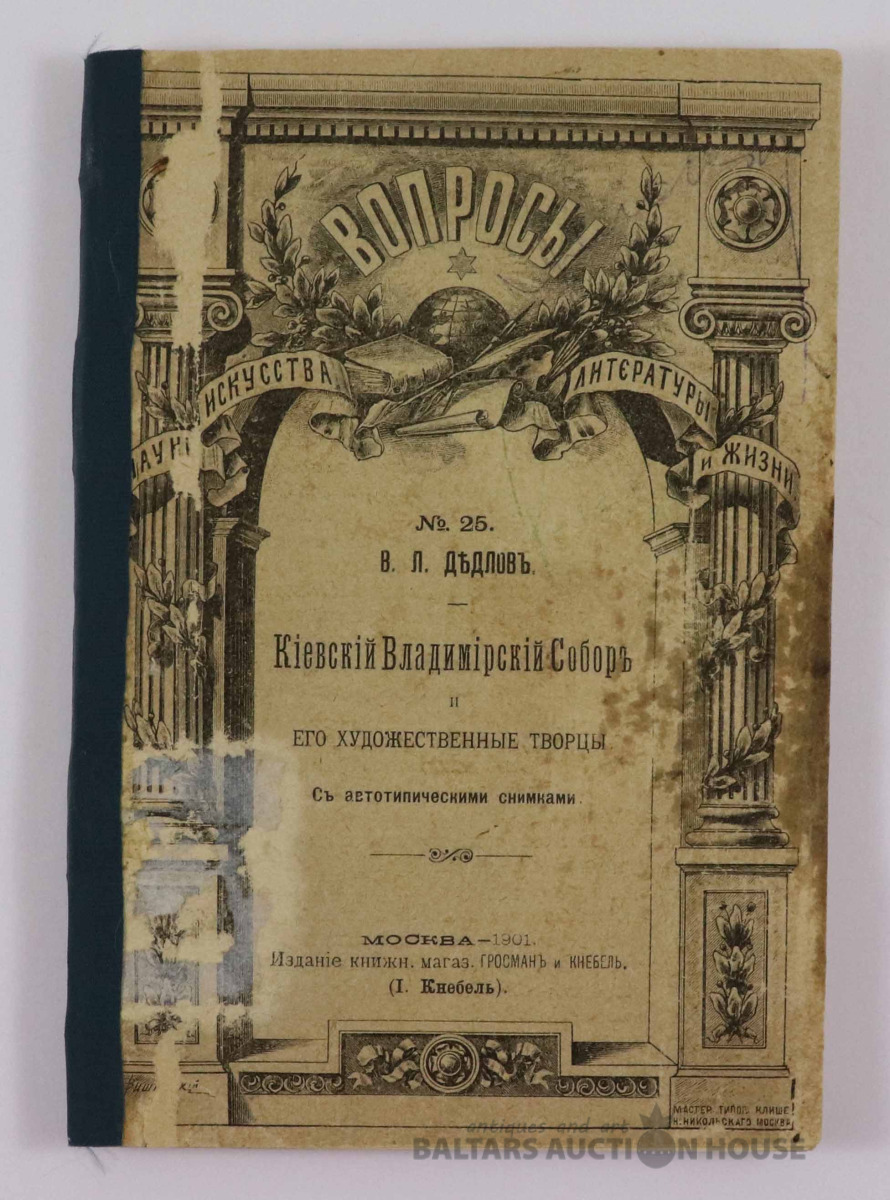 ВОПРОСЫ
НАУКИ ИСКУССТВА ЛИТЕРАТУРЫ и ЖИЗНИ
№. 25.
В. Л. ДѢДЛОВЪ.
Кіевскій Владимірскій Соборъ
и
ЕГО ХУДОЖЕСТВЕННЫЕ ТВОРЦЫ.
Съ автотипическими снимками.
МОСКВА—1901.
Изданіе книжн. магаз. ГРОСМАНЪ и КНЕБЕЛЬ.
(І. Кнебель).
МАСТЕР. ТИПОГ. КЛИШЕ
Н. НИКОЛЬСКАГО МОСКВА
antiques and art
BALTARS AUCTION HOUSE